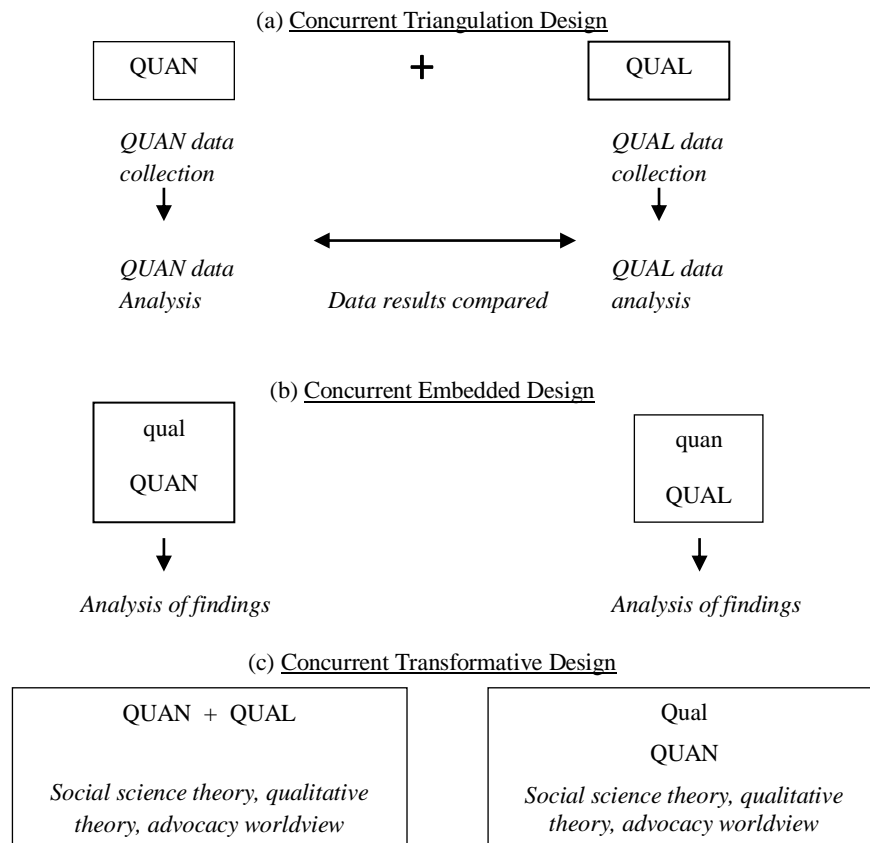 (a) Concurrent Triangulation Design
QUAN + QUAL
QUAN data collection
QUAL data collection
QUAN data Analysis
Data results compared
QUAL data analysis
(b) Concurrent Embedded Design
qual
QUAN
quan
QUAL
Analysis of findings
Analysis of findings
(c) Concurrent Transformative Design
QUAN + QUAL
Social science theory, qualitative
theory, advocacy worldview
Qual
QUAN
Social science theory, qualitative
theory, advocacy worldview